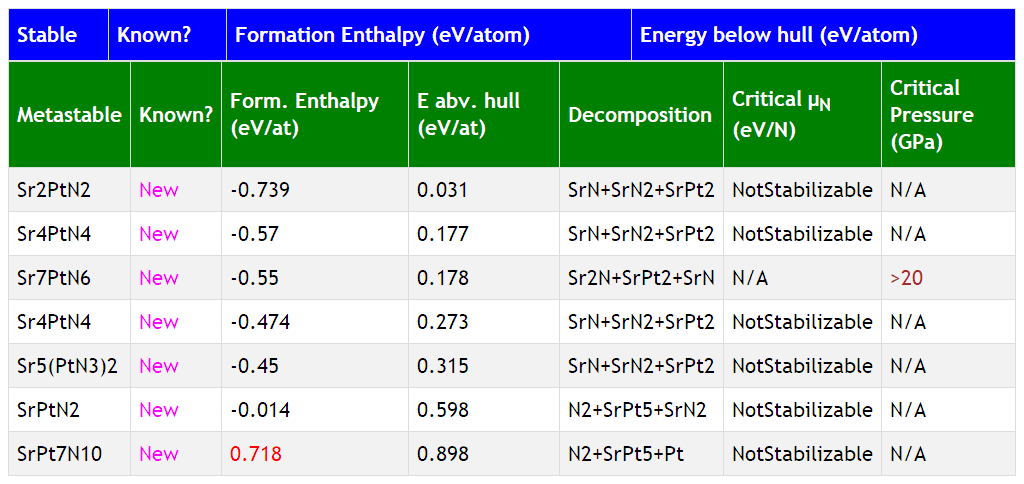 Stable Known? Formation Enthalpy (eV/atom) Energy below hull (eV/atom)
Metastable Known? Form. Enthalpy (eV/at) E abv. hull (eV/at) Decomposition Critical μN (eV/N) Critical Pressure (GPa)
Sr2PtN2 New -0.739 0.031 SrN+SrN2+SrPt2 NotStabilizable N/A
Sr4PtN4 New -0.57 0.177 SrN+SrN2+SrPt2 NotStabilizable N/A
Sr7PtN6 New -0.55 0.178 Sr2N+SrPt2+SrN N/A >20
Sr4PtN4 New -0.474 0.273 SrN+SrN2+SrPt2 NotStabilizable N/A
Sr5(PtN3)2 New -0.45 0.315 SrN+SrN2+SrPt2 NotStabilizable N/A
SrPtN2 New -0.014 0.598 N2+SrPt5+SrN2 NotStabilizable N/A
SrPt7N10 New 0.718 0.898 N2+SrPt5+Pt NotStabilizable N/A